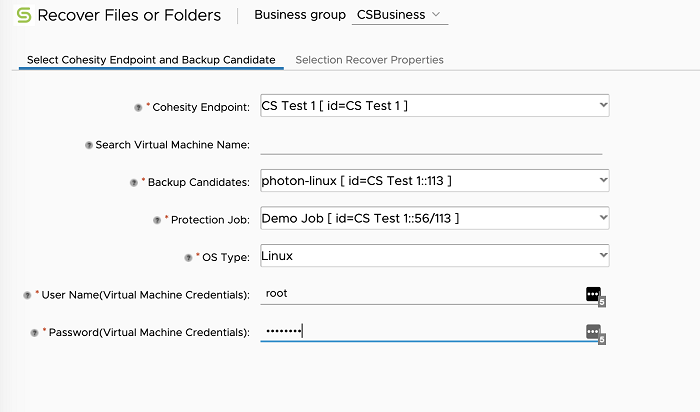 Recover Files or Folders Business group CSBusiness
Select Cohesity Endpoint and Backup Candidate Selection Recover Properties
* Cohesity Endpoint: CS Test 1 [ id=CS Test 1 ]
Search Virtual Machine Name:
* Backup Candidates: photon-linux [ id=CS Test 1::113 ]
* Protection Job: Demo Job [ id=CS Test 1::56/113 ]
* OS Type: Linux
* User Name(Virtual Machine Credentials): root 5
* Password(Virtual Machine Credentials): •••••••• 5